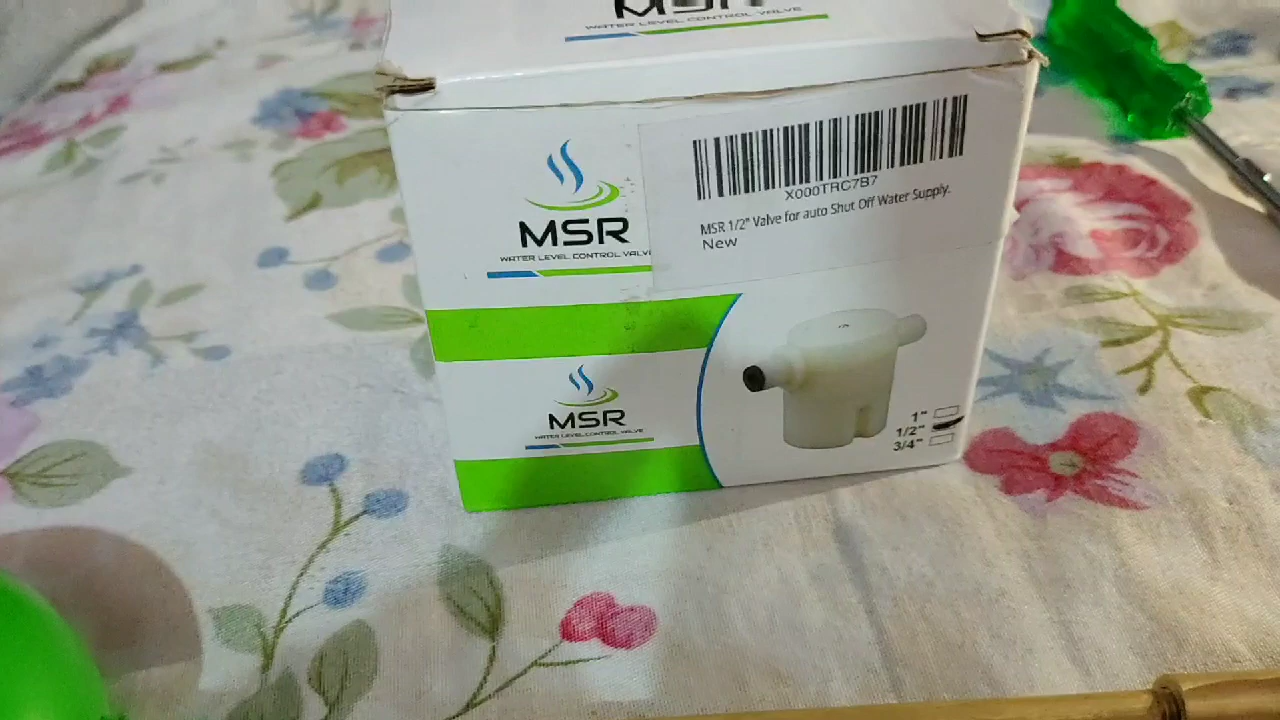 MSR
WATER LEVEL CONTROL VALVE
X000TRC7B7
MSR 1/2" Valve for auto Shut Off Water Supply.
New
MSR
WATER LEVEL CONTROL VALV
MSR
WATER LEVEL CONTROL VALVE
1"
1/2"
3/4"